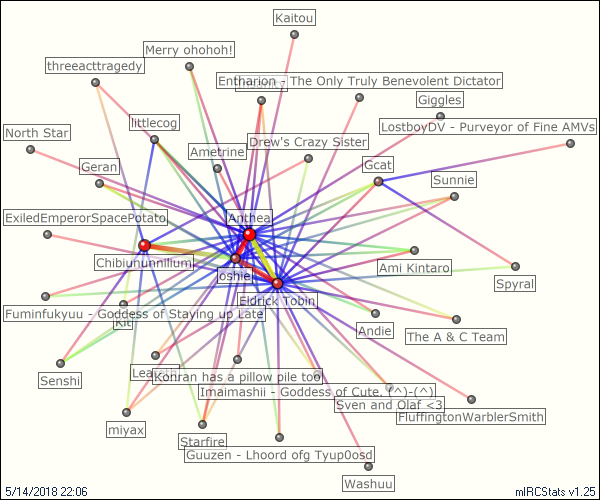 Kaitou
Merry ohohoh!
threeacttragedy
Entharion - The Only Truly Benevolent Dictator
Giggles
littlecog
LostboyDV - Purveyor of Fine AMVs
North Star
Drew's Crazy Sister
Ametrine
Geran
Gcat
Sunnie
ExiledEmperorSpacePotato
Anthea
Chibiunumilium
Ami Kintaro
oshie
Spyral
Eldrick Tobin
Fuminfukyuu - Goddess of Staying up Late
Kit
Andie
The A & C Team
Senshi
Konran has a pillow pile too
Imaimashii - Goddess of Cute. (^)-(^)
Sven and Olaf <3
FluffingtonWarblerSmith
miyax
Starfire
Guuzen - Lhoord ofg Tyup0osd
Washuu
5/14/2018 22:06
mIRCStats v1.25